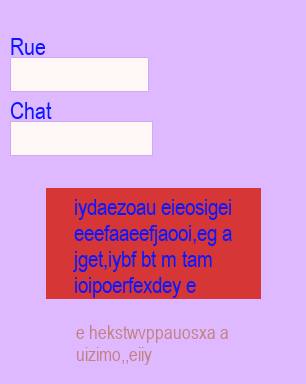 Rue
Chat
iydaezoau eieosigei
eeefaaeefjaooi,eg a
jget,iybf bt m tam
ioipoerfexdey e
e hekstwvppauosxa a
uizimo,,eiiy